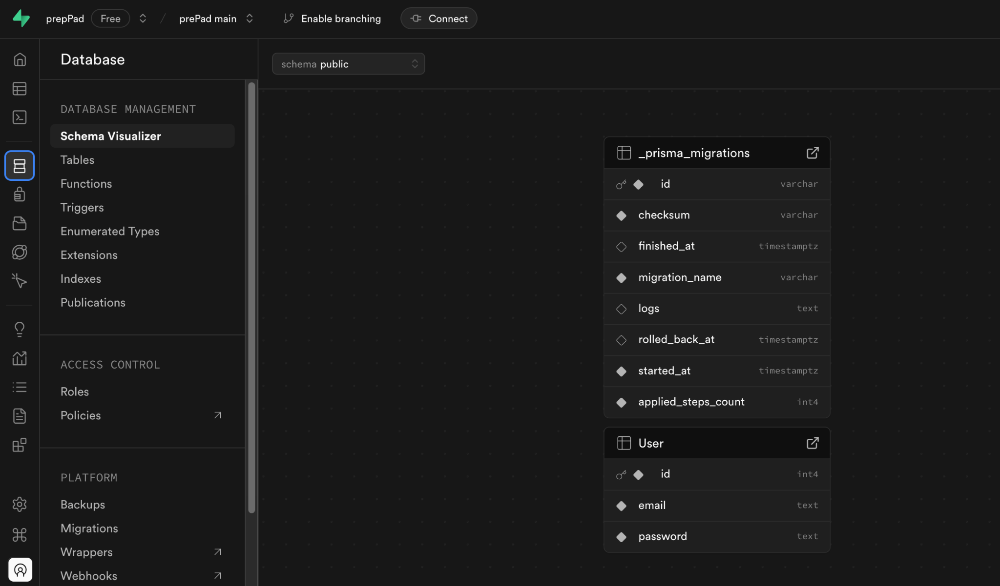 prepPad Free / prePad main Enable branching Connect
Database
schema public
DATABASE MANAGEMENT
Schema Visualizer
Tables
Functions
Triggers
Enumerated Types
Extensions
Indexes
Publications
ACCESS CONTROL
Roles
Policies
PLATFORM
Backups
Migrations
Wrappers
Webhooks
_prisma_migrations
id varchar
checksum varchar
finished_at timestamptz
migration_name varchar
logs text
rolled_back_at timestamptz
started_at timestamptz
applied_steps_count int4
User
id int4
email text
password text